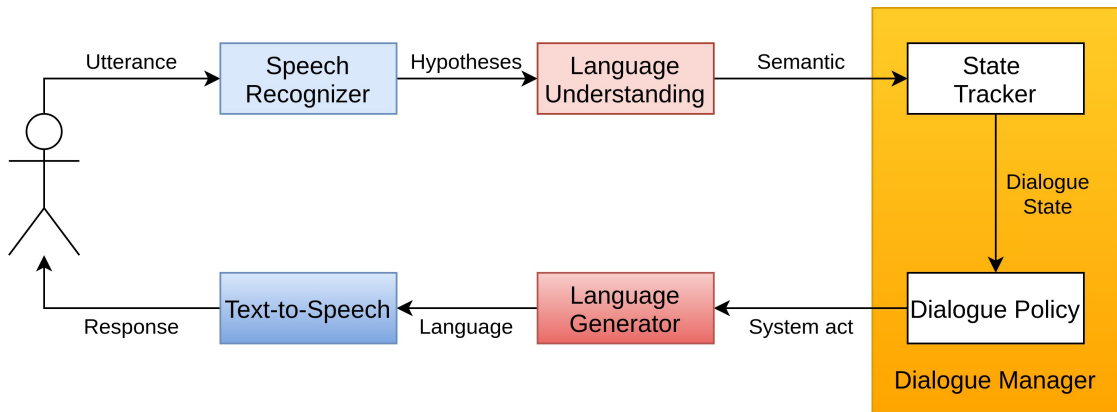 Utterance
Speech
Recognizer
Hypotheses
Language
Understanding
Semantic
State
Tracker
Dialogue
State
Text-to-Speech
Language
Generator
Dialogue Policy
Response
Language
System act
Dialogue Manager